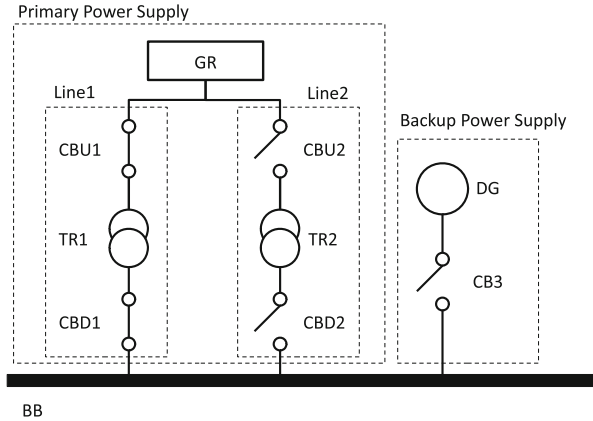 Primary Power Supply
GR
Line1
Line2
Backup Power Supply
CBU1
CBU2
DG
TR1
TR2
CB3
CBD1
CBD2
BB